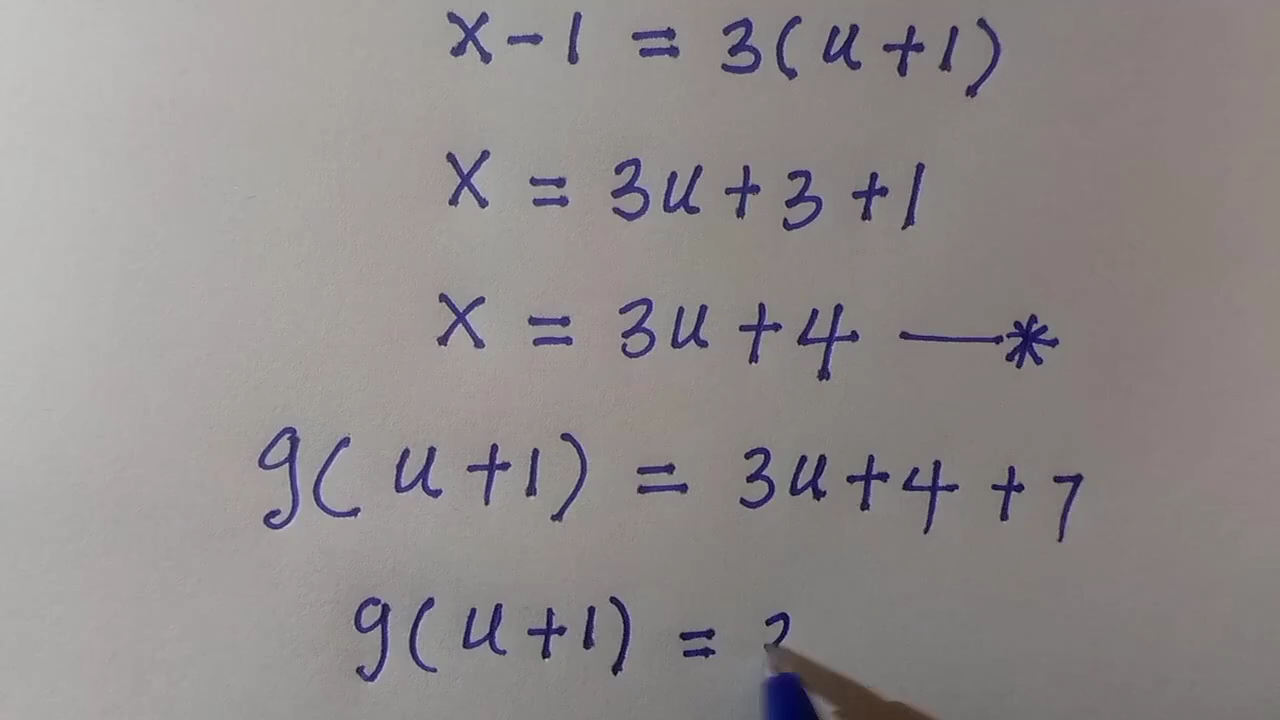 x - 1 = 3(u + 1)
x = 3u + 3 + 1
x = 3u + 4 —*
g(u + 1) = 3u + 4 + 7
g(u + 1) =